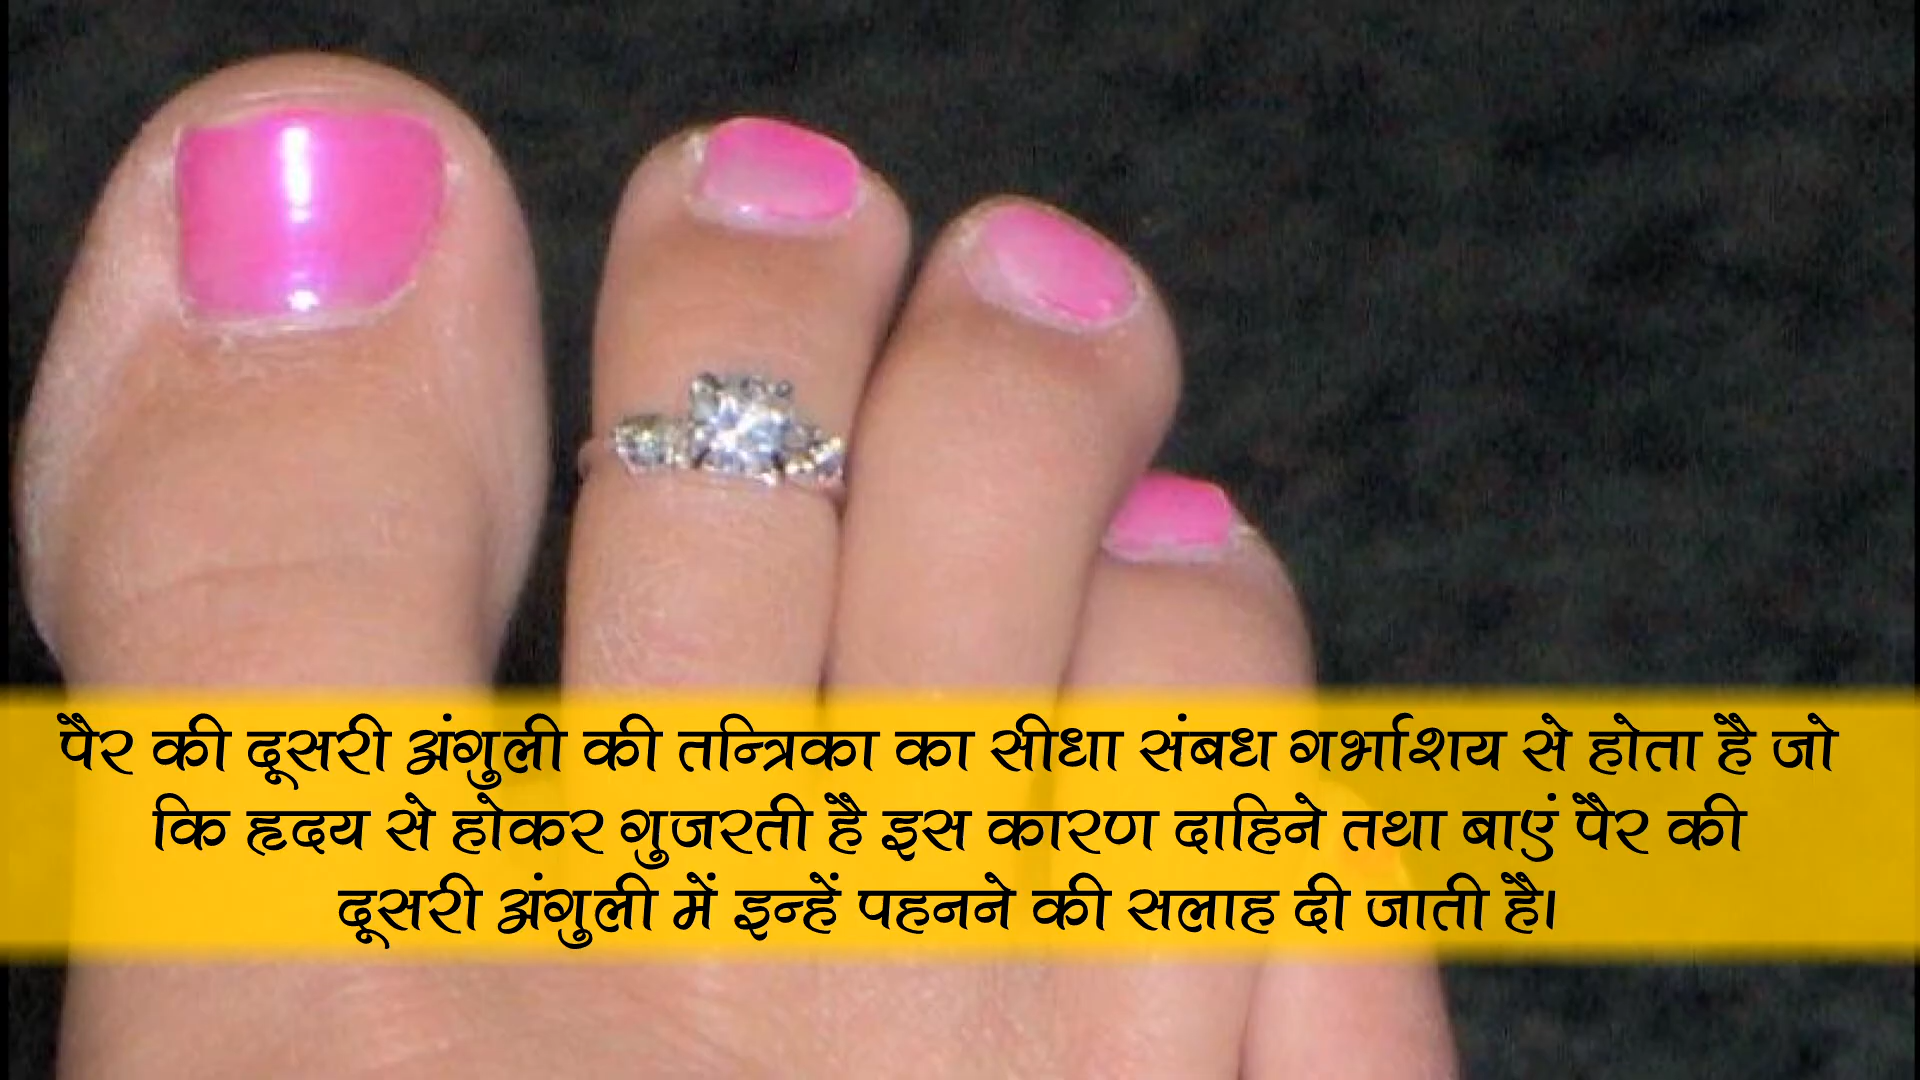 पैर की दूसरी अंगुली की तन्त्रिका का सीधा संबध गर्भाशय से होता है जो
कि हृदय से होकर गुजरती है इस कारण दाहिने तथा बाएं पैर की
दूसरी अंगुली में इन्हें पहनने की सलाह दी जाती है।